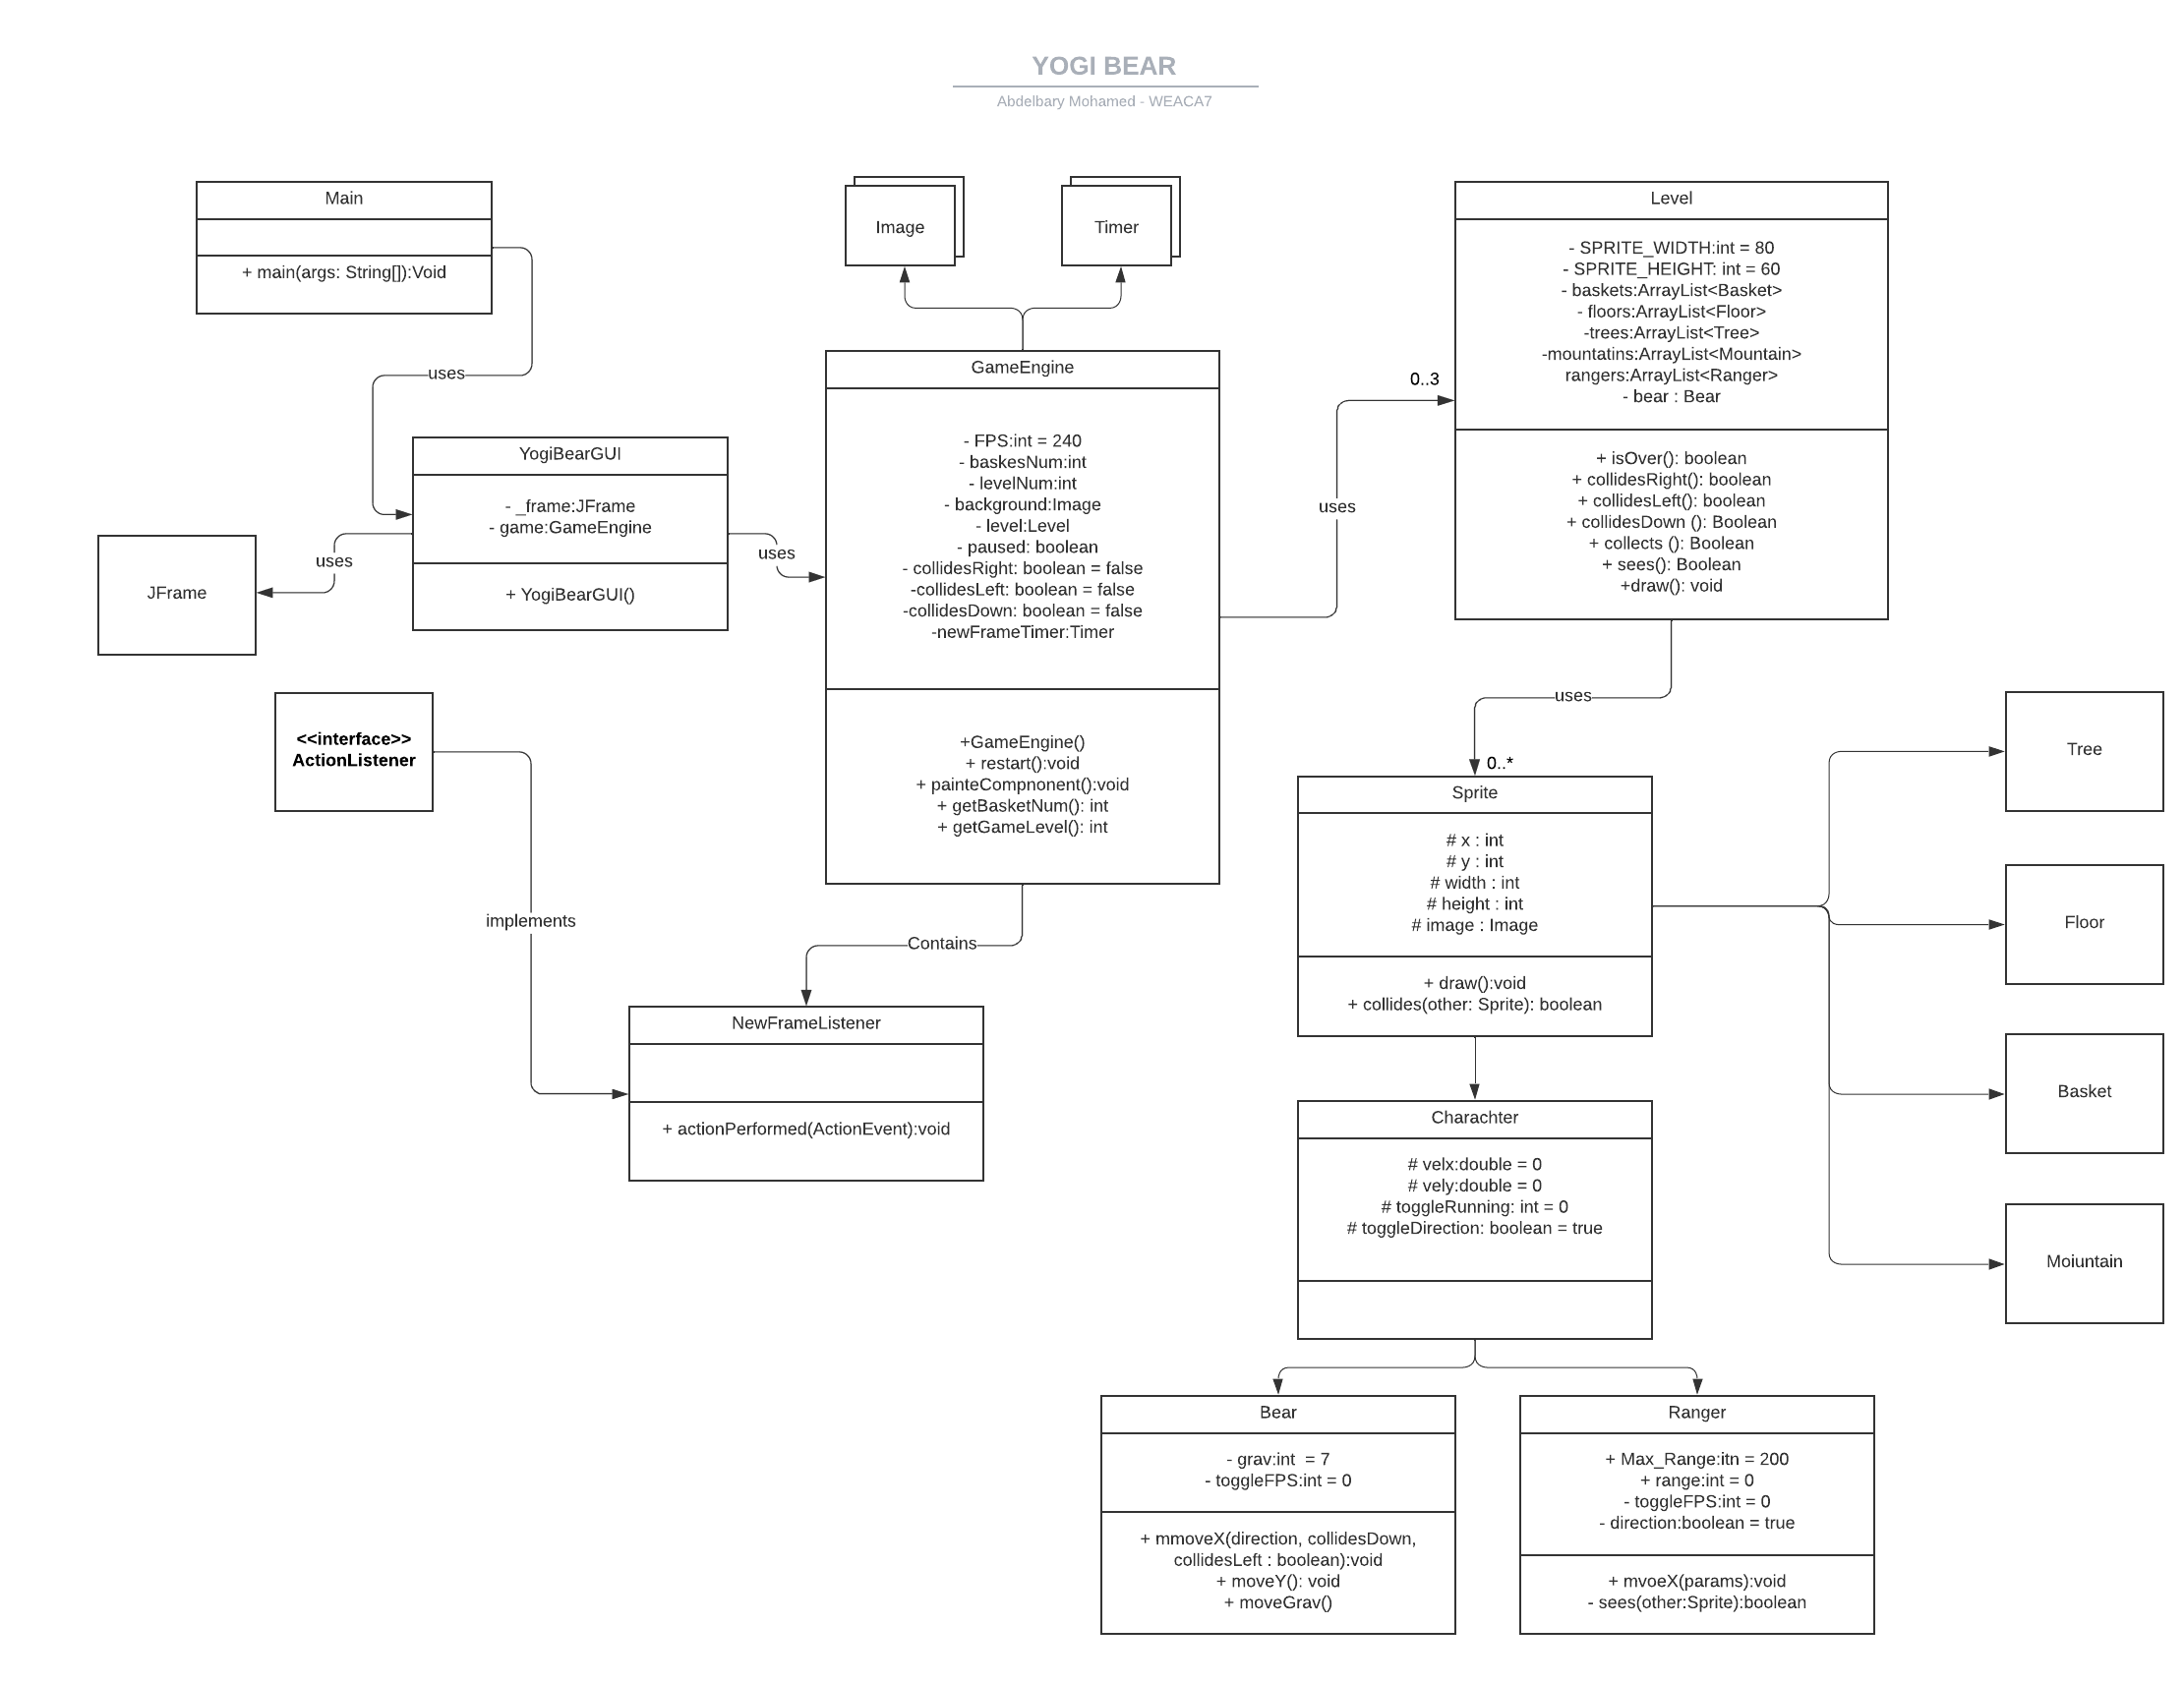 YOGI BEAR
Abdelbary Mohamed - WEACA7
Main
+ main(args: String[]):Void
uses
Image
Timer
Level
- SPRITE_WIDTH:int = 80
- SPRITE_HEIGHT: int = 60
- baskets:ArrayList<Basket>
- floors:ArrayList<Floor>
-trees:ArrayList<Tree>
-mountatins:ArrayList<Mountain>
rangers:ArrayList<Ranger>
- bear : Bear
+ isOver(): boolean
+ collidesRight(): boolean
+ collidesLeft(): boolean
+ collidesDown (): Boolean
+ collects (): Boolean
+ sees(): Boolean
+draw(): void
0..3
uses
YogiBearGUI
- _frame:JFrame
- game:GameEngine
+ YogiBearGUI()
uses
JFrame
uses
GameEngine
- FPS:int = 240
- baskesNum:int
- levelNum:int
- background:Image
- level:Level
- paused: boolean
- collidesRight: boolean = false
-collidesLeft: boolean = false
-collidesDown: boolean = false
-newFrameTimer:Timer
+GameEngine()
+ restart():void
+ painteCompnonent():void
+ getBasketNum(): int
+ getGameLevel(): int
<<interface>>
ActionListener
implements
Contains
NewFrameListener
+ actionPerformed(ActionEvent):void
uses
0..*
Sprite
# x : int
# y : int
# width : int
# height : int
# image : Image
+ draw():void
+ collides(other: Sprite): boolean
Tree
Floor
Basket
Moiuntain
Charachter
# velx:double = 0
# vely:double = 0
# toggleRunning: int = 0
# toggleDirection: boolean = true
Bear
- grav:int  = 7
- toggleFPS:int = 0
+ mmoveX(direction, collidesDown,
collidesLeft : boolean):void
+ moveY(): void
+ moveGrav()
Ranger
+ Max_Range:itn = 200
+ range:int = 0
- toggleFPS:int = 0
- direction:boolean = true
+ mvoeX(params):void
- sees(other:Sprite):boolean